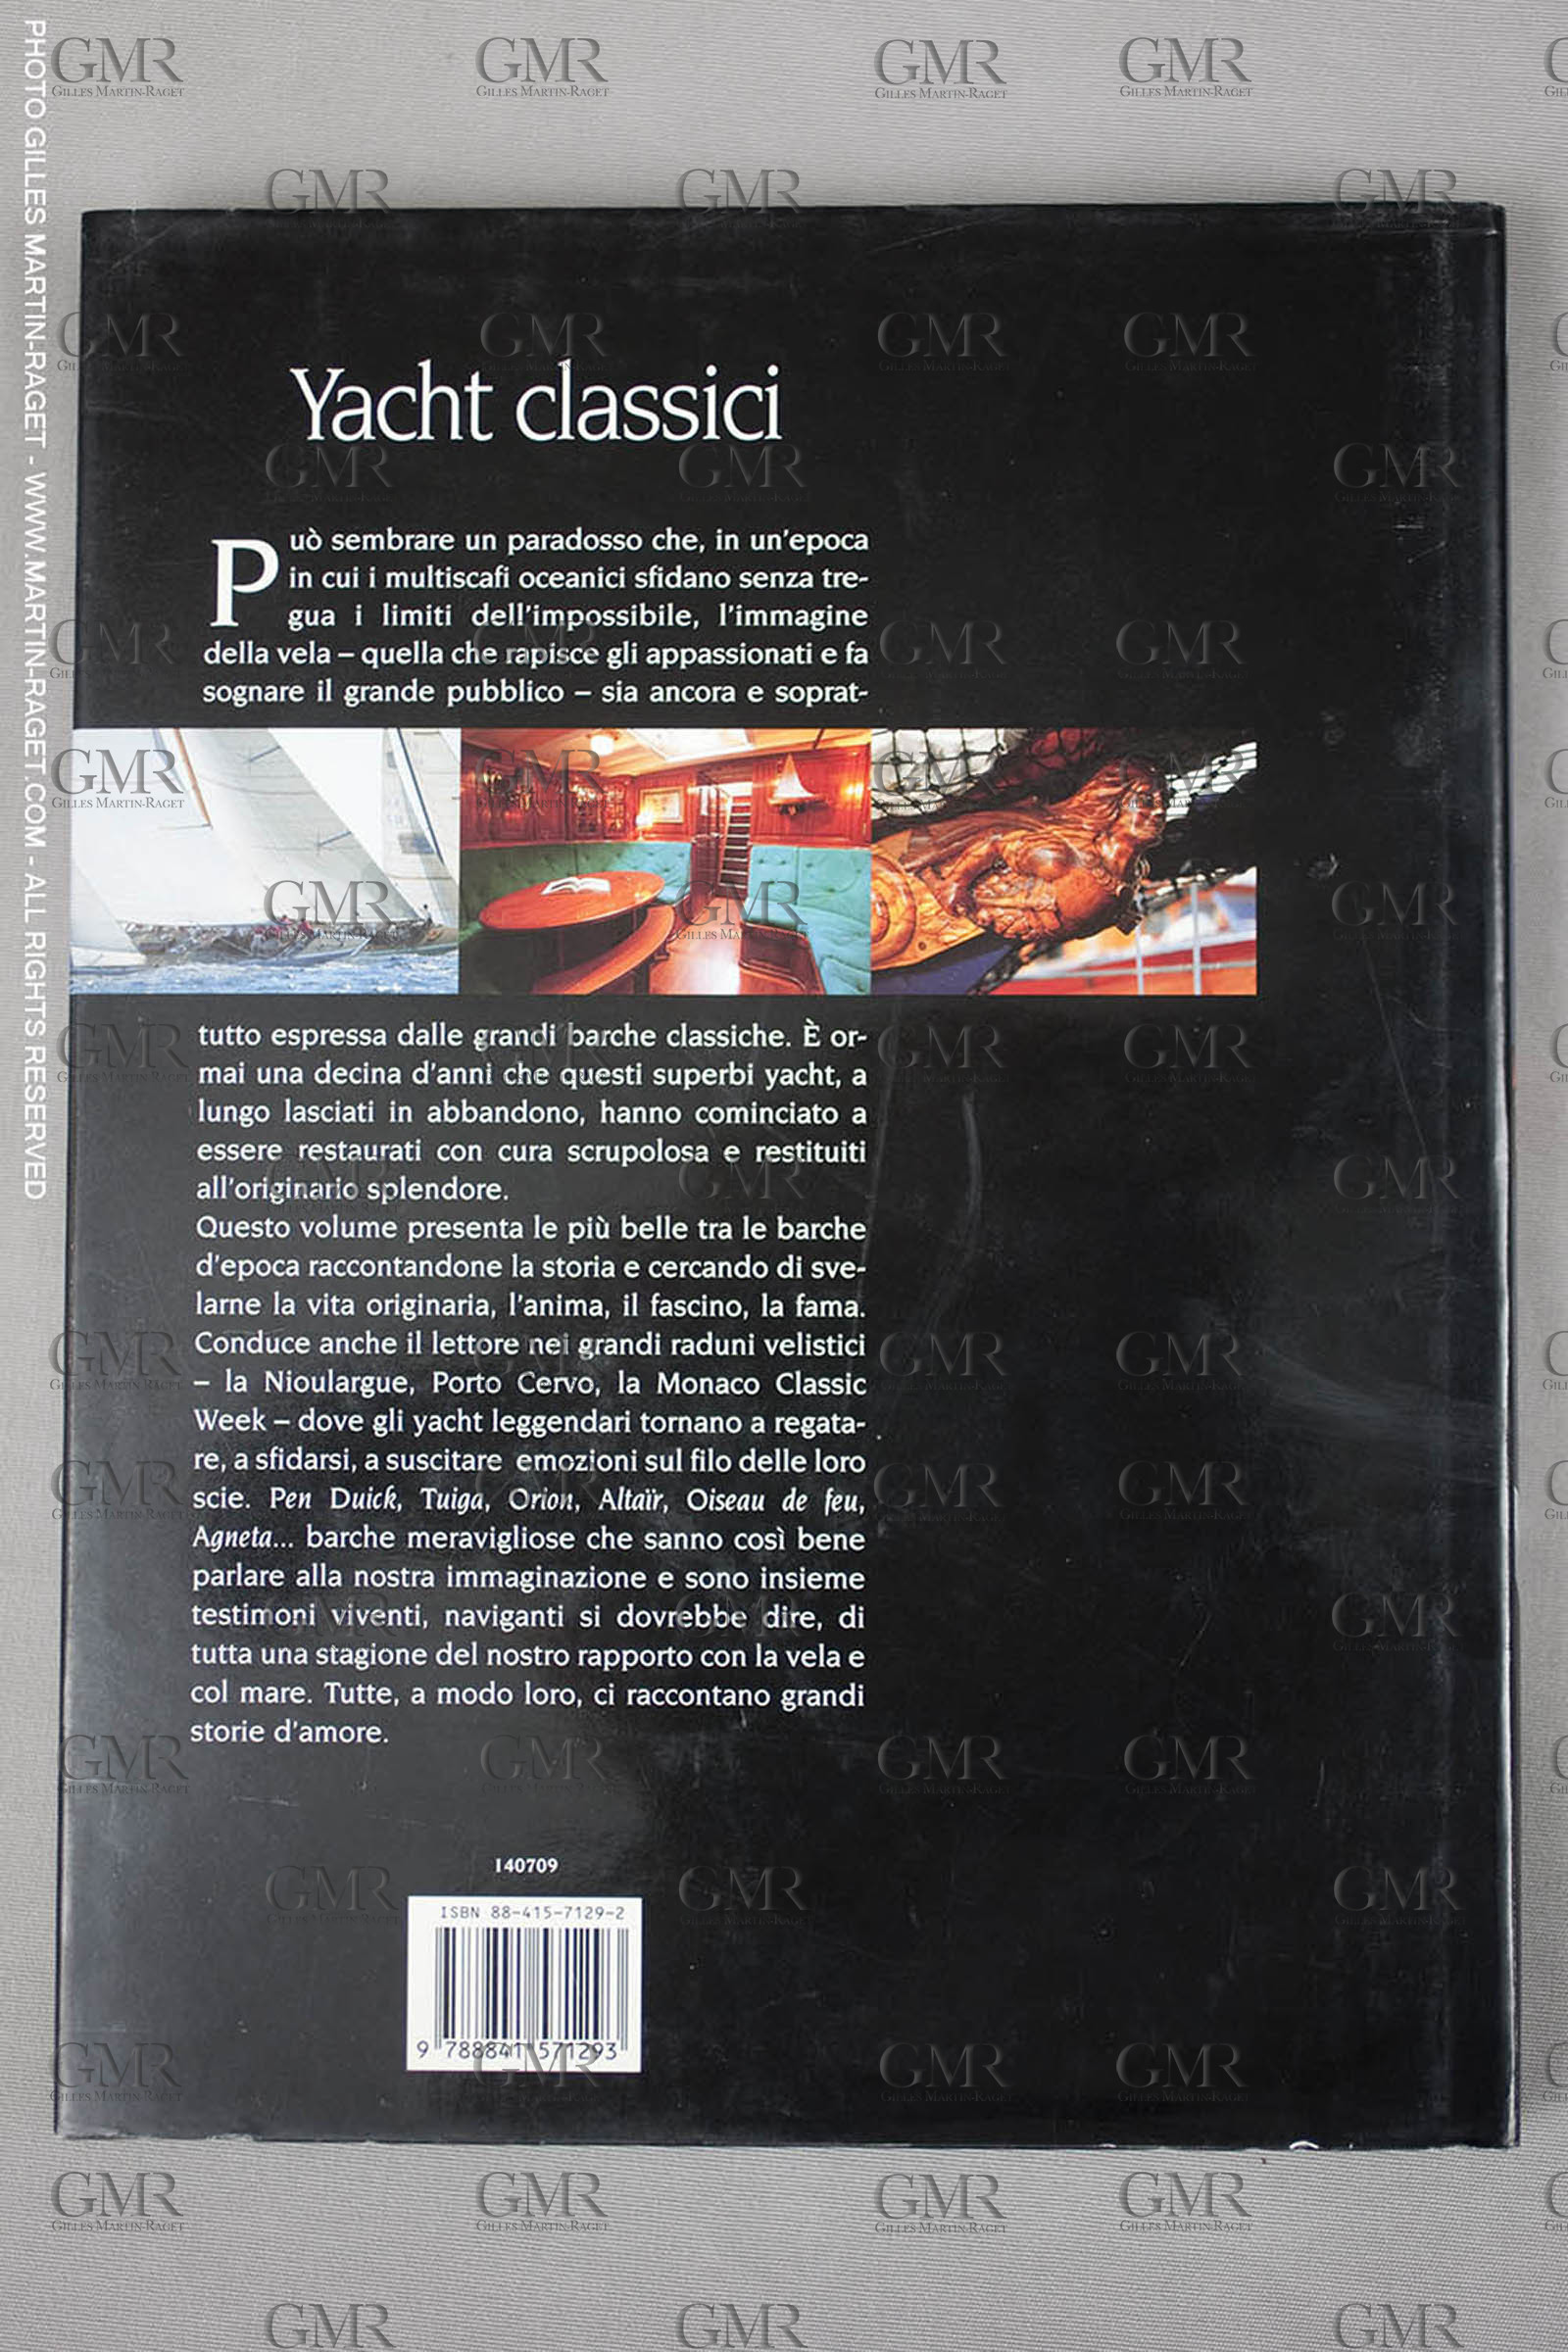 Yacht classici
Può sembrare un paradosso che, in un'epoca
in cui i multiscafi oceanici sfidano senza tre-
gua i limiti dell'impossibile, l'immagine
della vela – quella che rapisce gli appassionati e fa
sognare il grande pubblico – sia ancora e soprat-
tutto espressa dalle grandi barche classiche. È or-
mai una decina d'anni che questi superbi yacht, a
lungo lasciati in abbandono, hanno cominciato a
essere restaurati con cura scrupolosa e restituiti
all'originario splendore.
Questo volume presenta le più belle tra le barche
d'epoca raccontandone la storia e cercando di sve-
larne la vita originaria, l'anima, il fascino, la fama.
Conduce anche il lettore nei grandi raduni velistici
– la Nioulargue, Porto Cervo, la Monaco Classic
Week – dove gli yacht leggendari tornano a regata-
re, a sfidarsi, a suscitare emozioni sul filo delle loro
scie. Pen Duick, Tuiga, Orion, Altaïr, Oiseau de feu,
Agneta... barche meravigliose che sanno così bene
parlare alla nostra immaginazione e sono insieme
testimoni viventi, naviganti si dovrebbe dire, di
tutta una stagione del nostro rapporto con la vela e
col mare. Tutte, a modo loro, ci raccontano grandi
storie d'amore.
140709
ISBN 88-415-7129-2
9 788841 571293
PHOTO GILLES MARTIN-RAGET - WWW.MARTIN-RAGET.COM - ALL RIGHTS RESERVED
GMR
GILLES MARTIN-RAGET